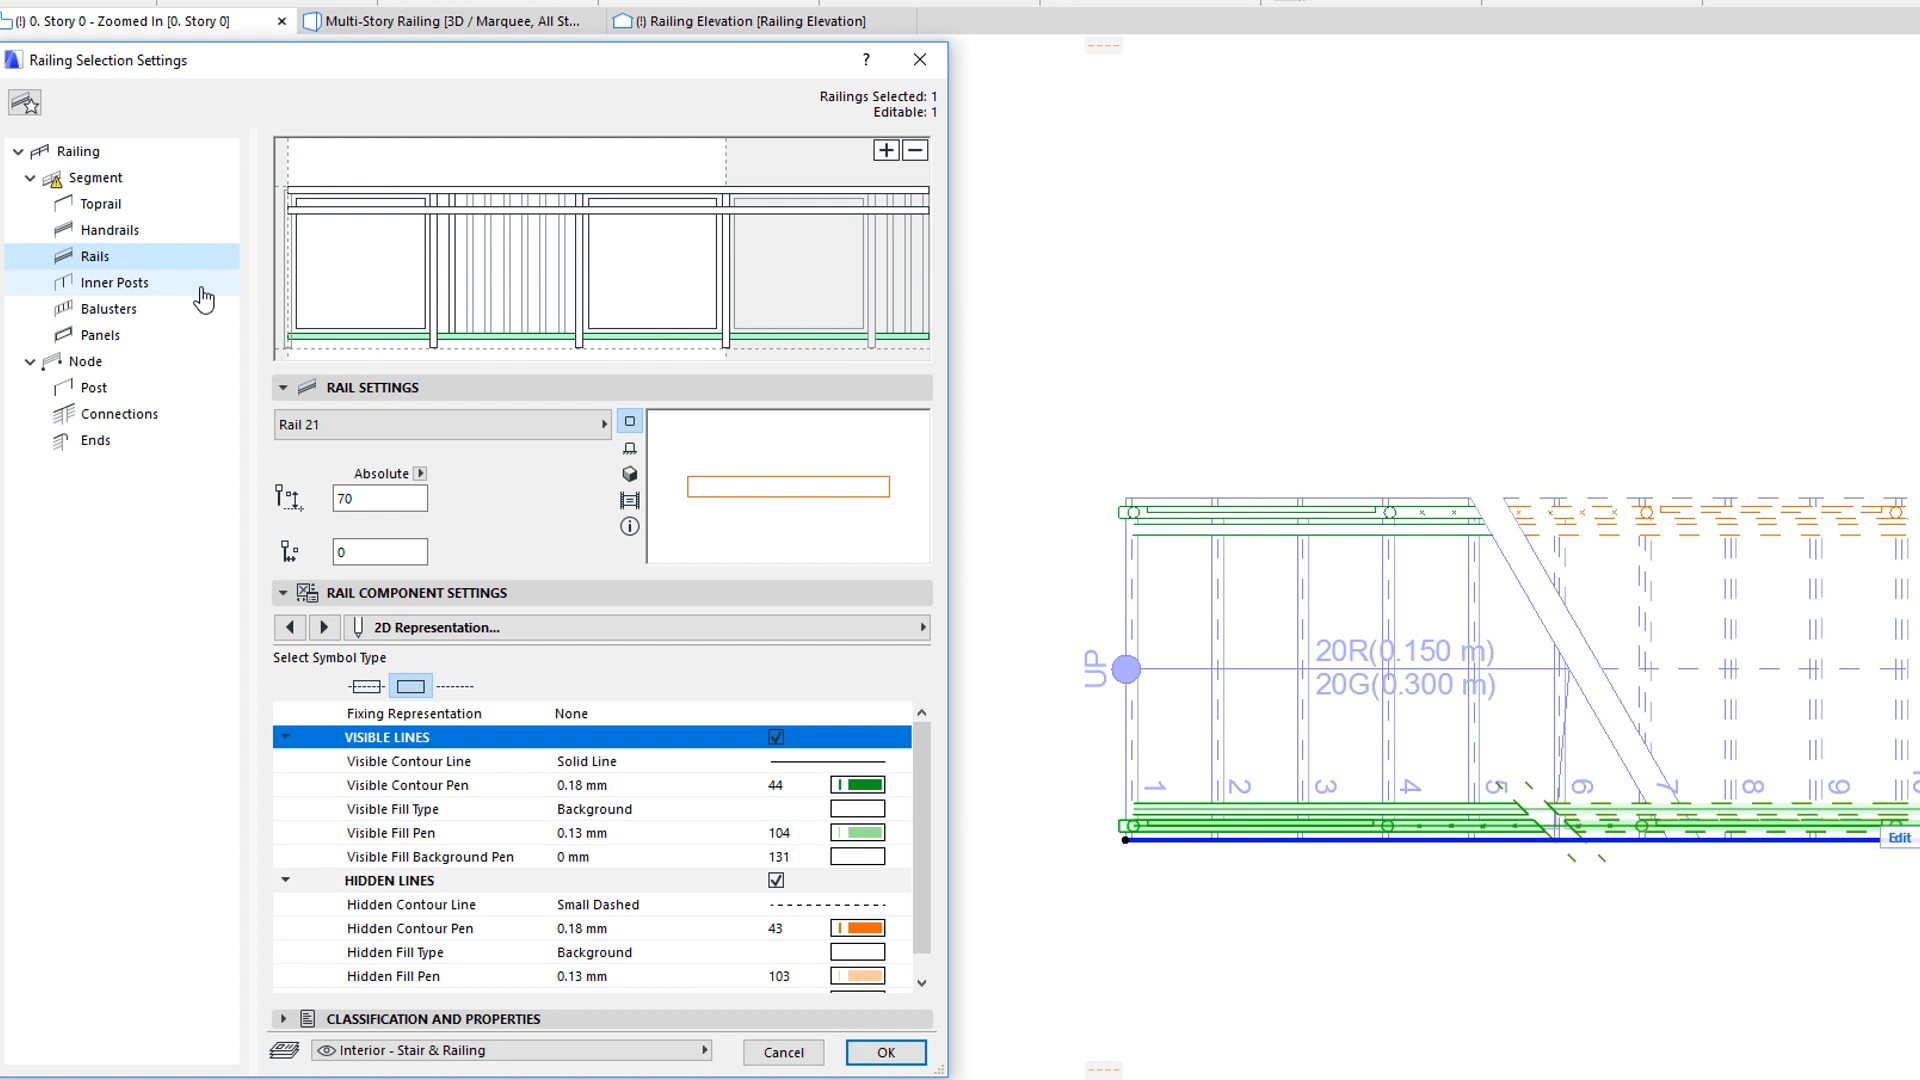 (!) 0. Story 0 - Zoomed In [0. Story 0]
Multi-Story Railing [3D / Marquee, All St...
(!) Railing Elevation [Railing Elevation]
Railing Selection Settings
?
Railings Selected: 1
Editable: 1
Railing
Segment
Toprail
Handrails
Rails
Inner Posts
Balusters
Panels
Node
Post
Connections
Ends
RAIL SETTINGS
Rail 21
Absolute
70
0
RAIL COMPONENT SETTINGS
2D Representation...
Select Symbol Type
Fixing Representation None
VISIBLE LINES
Visible Contour Line Solid Line
Visible Contour Pen 0.18 mm 44
Visible Fill Type Background
Visible Fill Pen 0.13 mm 104
Visible Fill Background Pen 0 mm 131
HIDDEN LINES
Hidden Contour Line Small Dashed
Hidden Contour Pen 0.18 mm 43
Hidden Fill Type Background
Hidden Fill Pen 0.13 mm 103
CLASSIFICATION AND PROPERTIES
Interior - Stair & Railing
Cancel
OK
UP
20R(0.150 m)
20G(0.300 m)
1 2 3 4 5 6 7 8 9
Edit